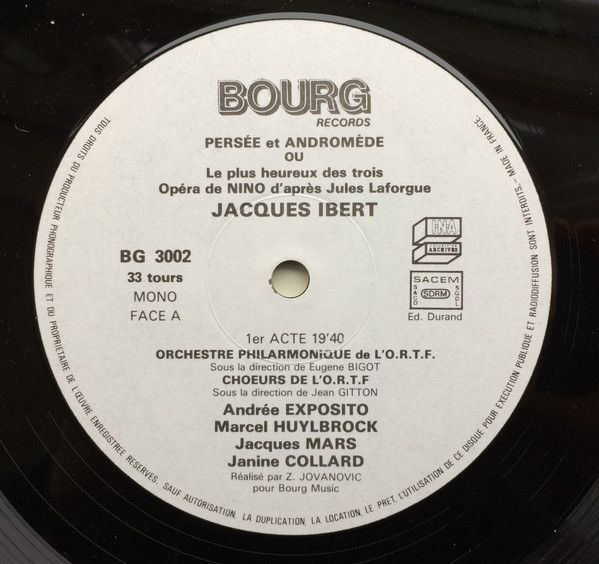 BOURG
RECORDS
PERSÉE et ANDROMÈDE
OU
Le plus heureux des trois
Opéra de NINO d'après Jules Laforgue
JACQUES IBERT
BG 3002
33 tours
MONO
FACE A
INA
ARCHIVES
SACEM
SACD SDRM SGDL
Ed. Durand
1er ACTE 19'40
ORCHESTRE PHILARMONIQUE de L'O.R.T.F.
Sous la direction de Eugene BIGOT
CHOEURS DE L'O.R.T.F
Sous la direction de Jean GITTON
Andrée EXPOSITO
Marcel HUYLBROCK
Jacques MARS
Janine COLLARD
Réalisé par Z. JOVANOVIC
pour Bourg Music
TOUS DROITS DU PRODUCTEUR PHONOGRAPHIQUE ET DU PROPRIETAIRE DE L'ŒUVRE ENREGISTREE RESERVES, SAUF AUTORISATION, LA DUPLICATION, LA LOCATION, LE PRET, L'UTILISATION DE CE DISQUE POUR EXECUTION PUBLIQUE ET RADIODIFFUSION SONT INTERDITS.- MADE IN FRANCE.